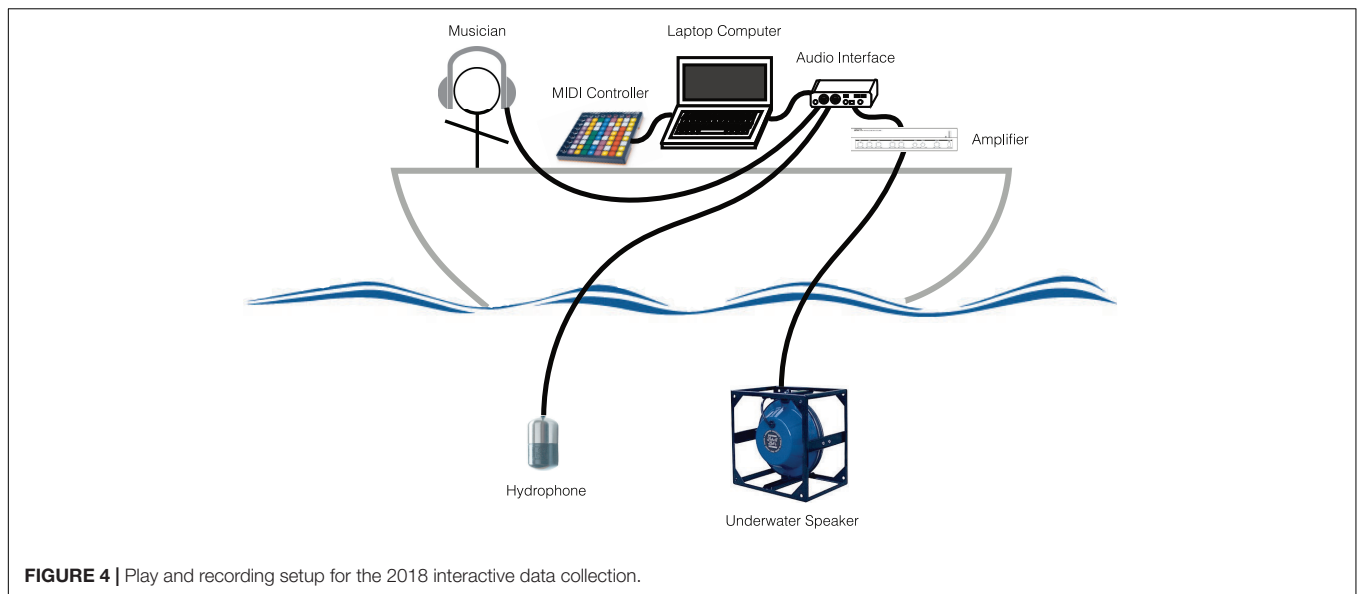 Musician
Laptop Computer
Audio Interface
MIDI Controller
Amplifier
Hydrophone
Underwater Speaker
FIGURE 4 | Play and recording setup for the 2018 interactive data collection.